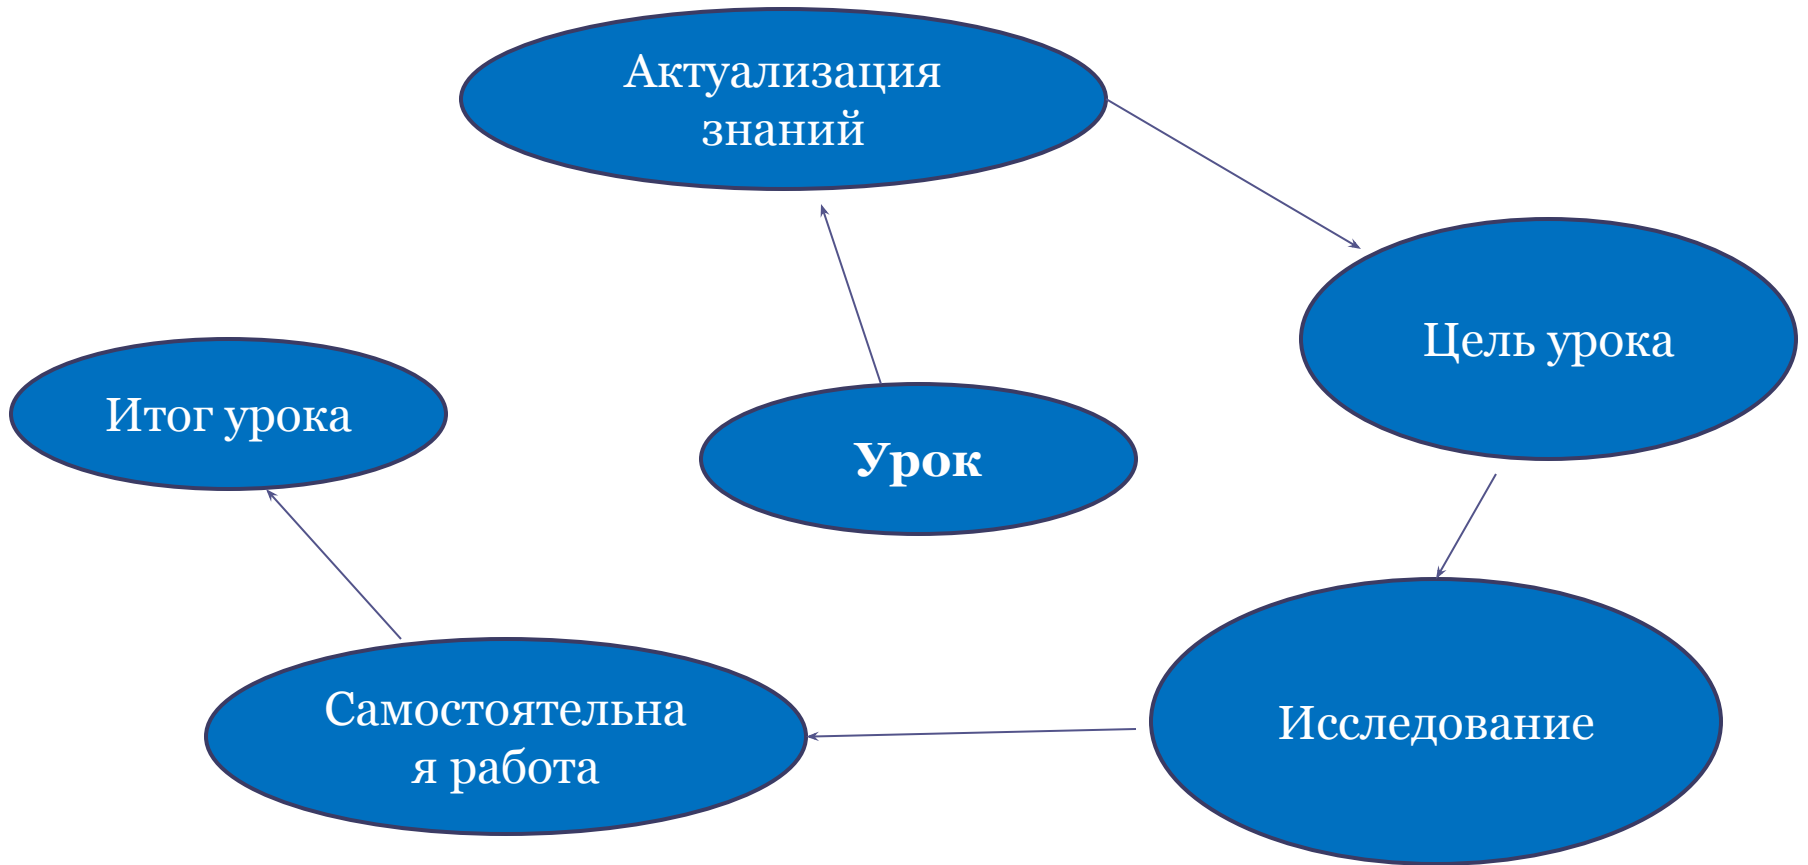 Актуализация
знаний
Цель урока
Итог урока
Урок
Самостоятельна
я работа
Исследование